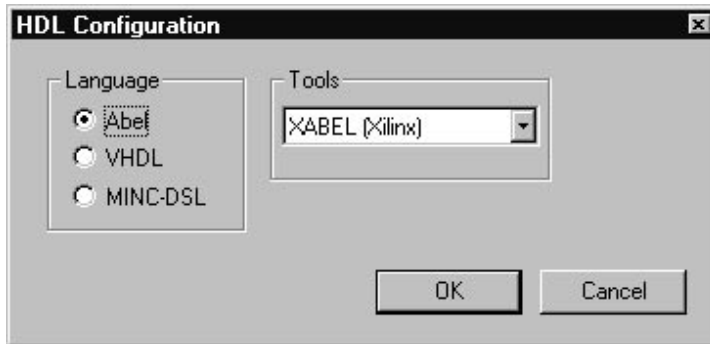 HDL Configuration
Language
Abel
VHDL
MINC-DSL
Tools
XABEL (Xilinx)
OK
Cancel